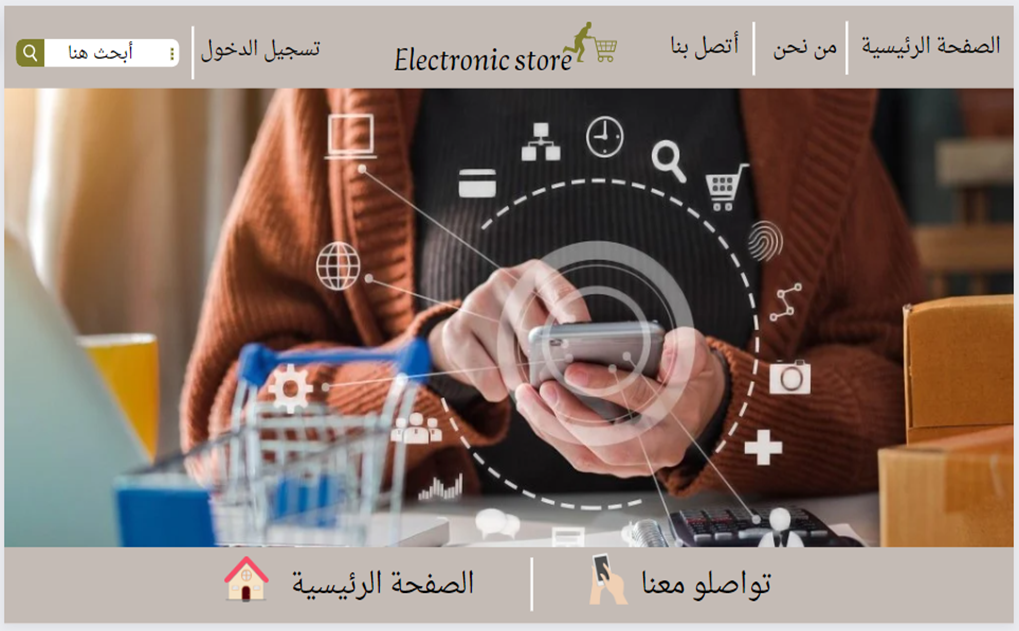 الصفحة الرئيسية
من نحن
أتصل بنا
Electronic store
تسجيل الدخول
أبحث هنا
تواصلو معنا
الصفحة الرئيسية